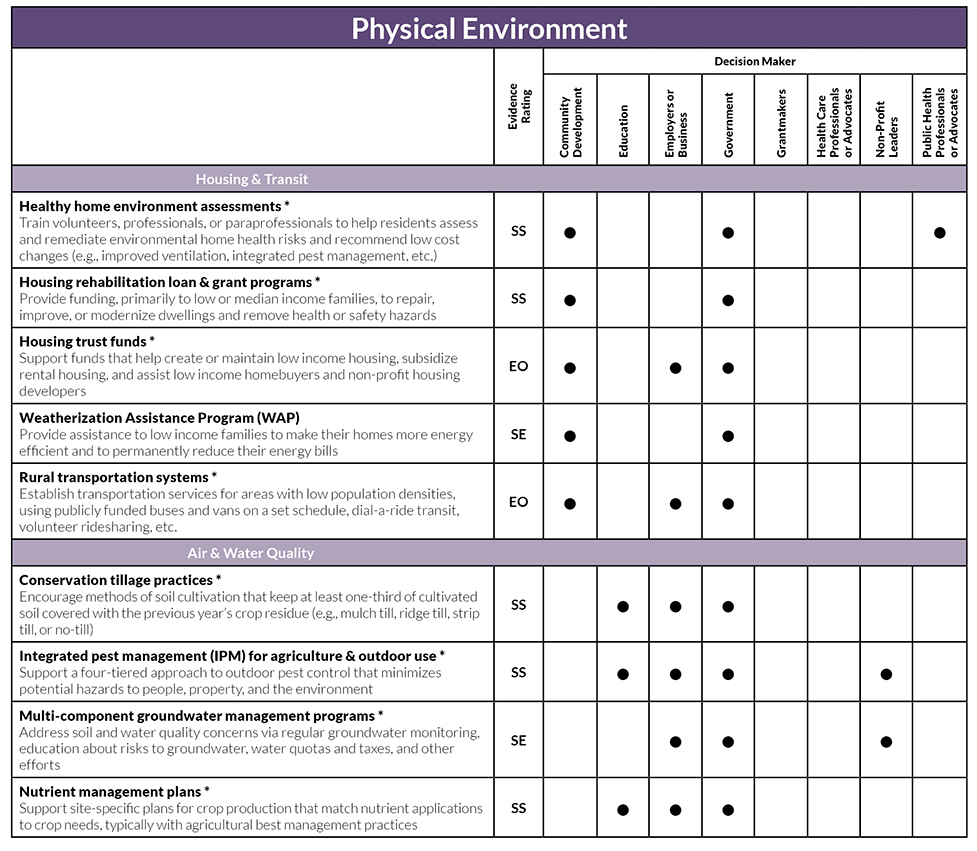 Physical Environment
Evidence
Rating
Decision Maker
Community
Development
Education
Employers or
Business
Government
Grantmakers
Health Care
Professionals
or Advocates
Non-Profit
Leaders
Public Health
Professionals
or Advocates
Housing & Transit
Healthy home environment assessments *
Train volunteers, professionals, or paraprofessionals to help residents assess
and remediate environmental home health risks and recommend low cost
changes (e.g., improved ventilation, integrated pest management, etc.)
SS
Housing rehabilitation loan & grant programs *
Provide funding, primarily to low or median income families, to repair,
improve, or modernize dwellings and remove health or safety hazards
SS
Housing trust funds *
Support funds that help create or maintain low income housing, subsidize
rental housing, and assist low income homebuyers and non-profit housing
developers
EO
Weatherization Assistance Program (WAP)
Provide assistance to low income families to make their homes more energy
efficient and to permanently reduce their energy bills
SE
Rural transportation systems *
Establish transportation services for areas with low population densities,
using publicly funded buses and vans on a set schedule, dial-a-ride transit,
volunteer ridesharing, etc.
EO
Air & Water Quality
Conservation tillage practices *
Encourage methods of soil cultivation that keep at least one-third of cultivated
soil covered with the previous year's crop residue (e.g., mulch till, ridge till, strip
till, or no-till)
SS
Integrated pest management (IPM) for agriculture & outdoor use *
Support a four-tiered approach to outdoor pest control that minimizes
potential hazards to people, property, and the environment
SS
Multi-component groundwater management programs *
Address soil and water quality concerns via regular groundwater monitoring,
education about risks to groundwater, water quotas and taxes, and other
efforts
SE
Nutrient management plans *
Support site-specific plans for crop production that match nutrient applications
to crop needs, typically with agricultural best management practices
SS